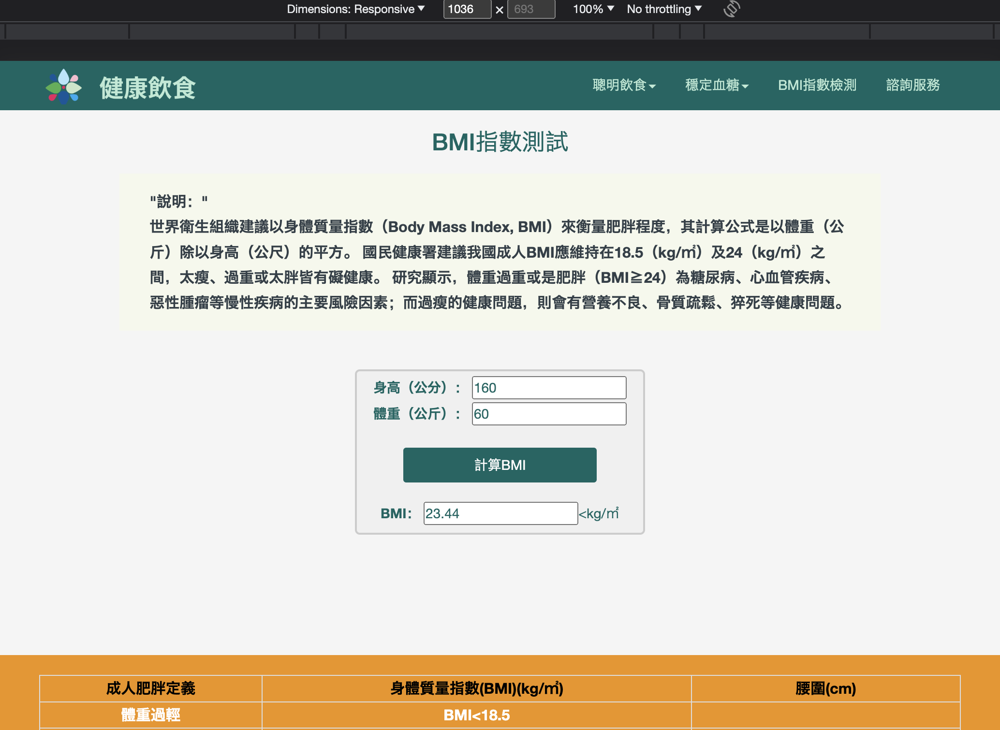 Dimensions: Responsive 1036 × 693 100% No throttling
健康飲食 聰明飲食 穩定血糖 BMI指數檢測 諮詢服務
BMI指數測試
"說明："
世界衛生組織建議以身體質量指數（Body Mass Index, BMI）來衡量肥胖程度，其計算公式是以體重（公
斤）除以身高（公尺）的平方。 國民健康署建議我國成人BMI應維持在18.5（kg/㎡）及24（kg/㎡）之
間，太瘦、過重或太胖皆有礙健康。 研究顯示，體重過重或是肥胖（BMI≧24）為糖尿病、心血管疾病、
惡性腫瘤等慢性疾病的主要風險因素；而過瘦的健康問題，則會有營養不良、骨質疏鬆、猝死等健康問題。
身高（公分）： 160
體重（公斤）： 60
計算BMI
BMI： 23.44 <kg/㎡
成人肥胖定義 身體質量指數(BMI)(kg/㎡) 腰圍(cm)
體重過輕 BMI<18.5